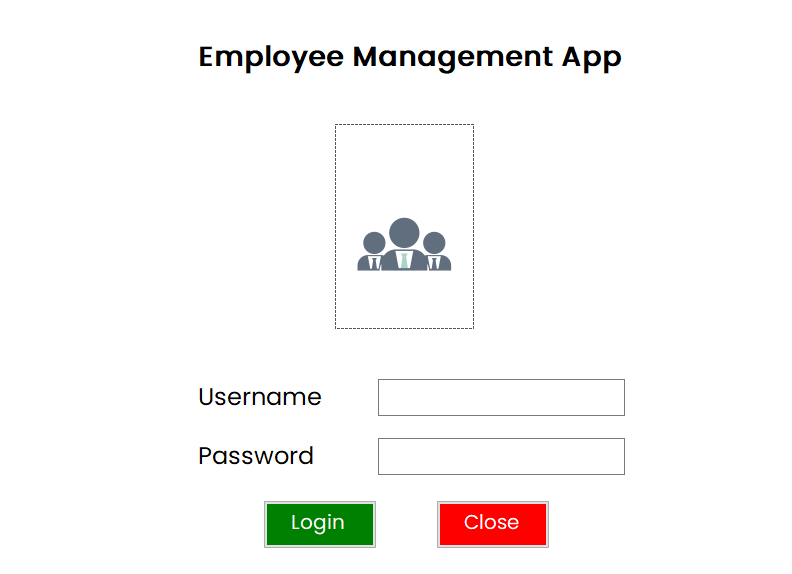 Employee Management App
Username
Password
Login Close